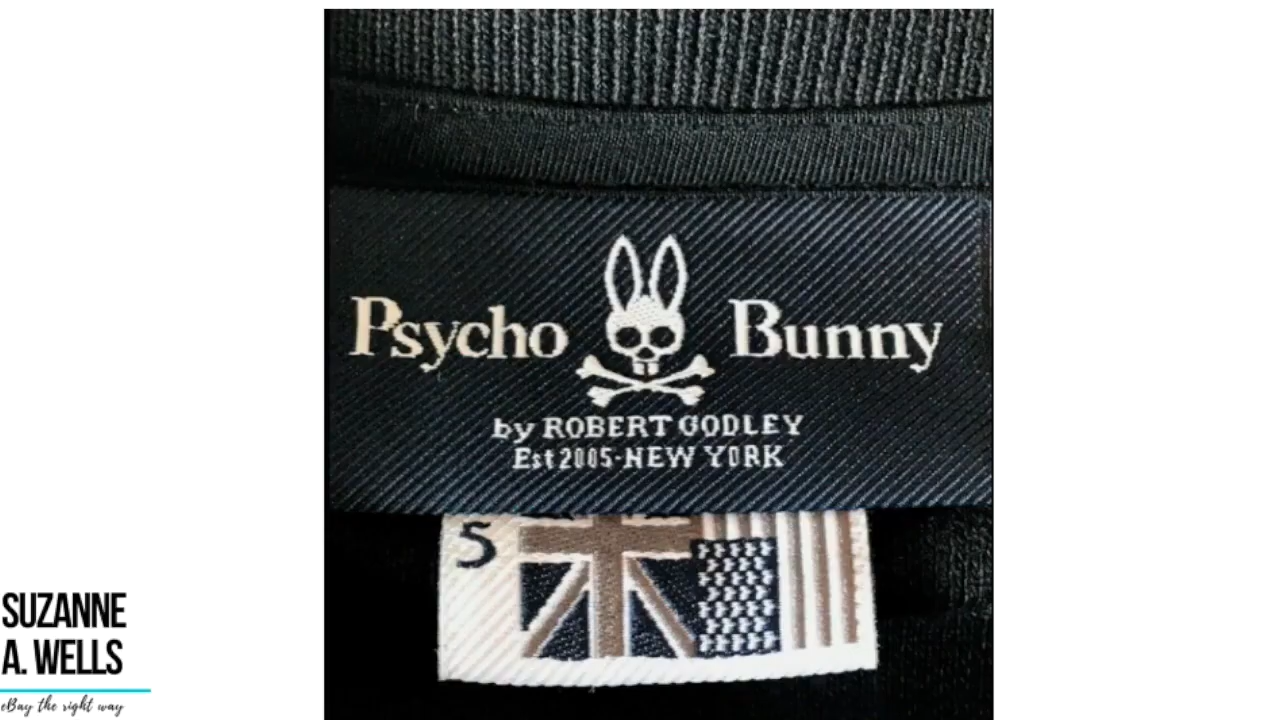 Psycho Bunny
by ROBERT GODLEY
Est 2005-NEW YORK
5
SUZANNE
A. WELLS
eBay the right way